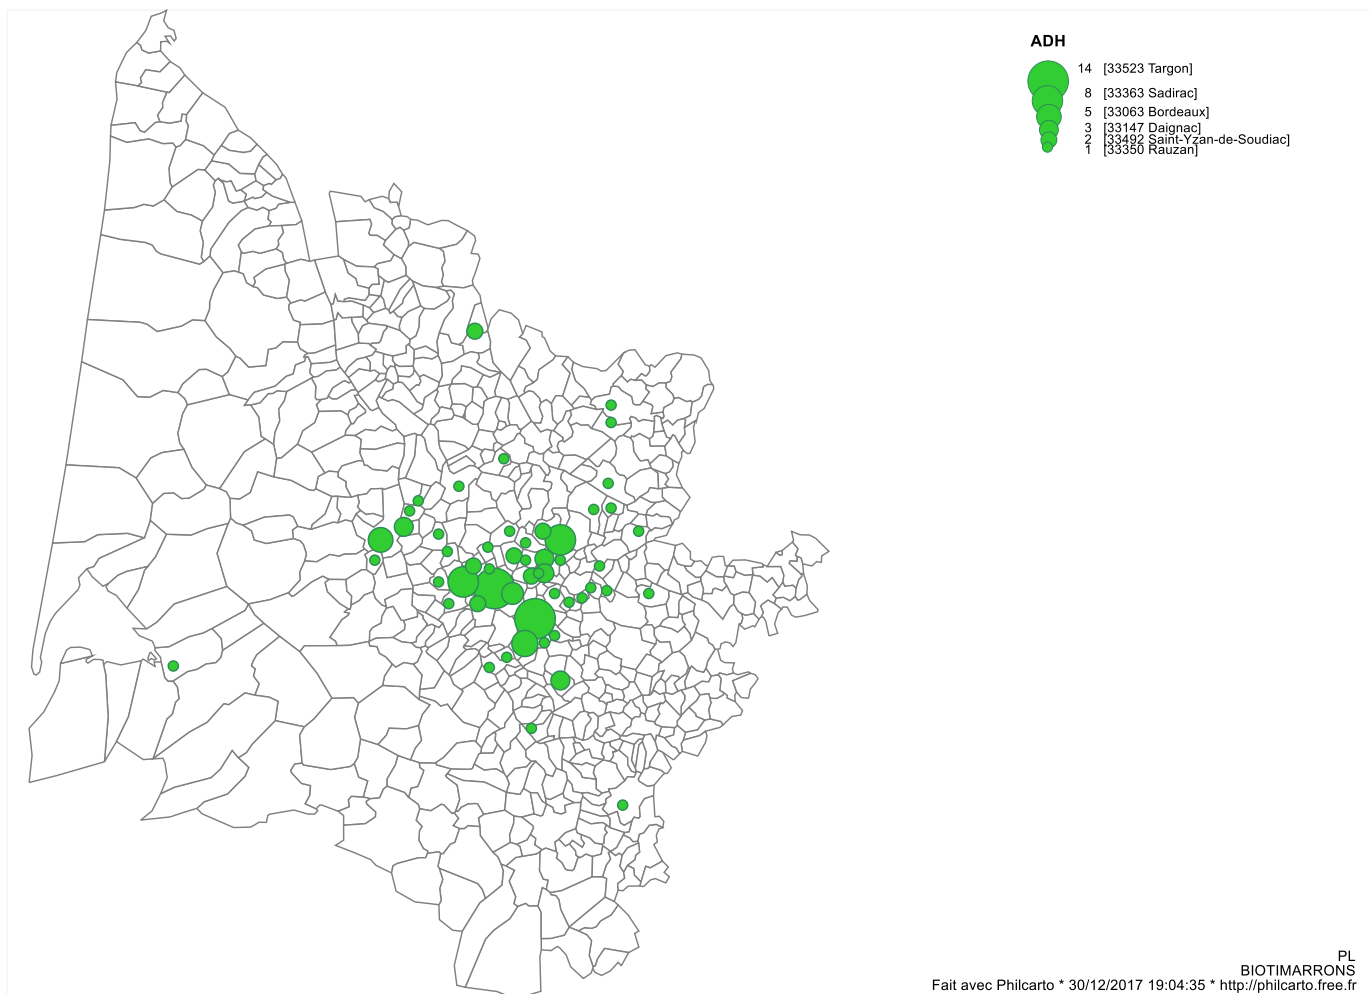 ADH
14 [33523 Targon]
8 [33363 Sadirac]
5 [33063 Bordeaux]
3 [33147 Daignac]
2 [33492 Saint-Yzan-de-Soudiac]
1 [33350 Rauzan]
PL
BIOTIMARRONS
Fait avec Philcarto * 30/12/2017 19:04:35 * http://philcarto.free.fr